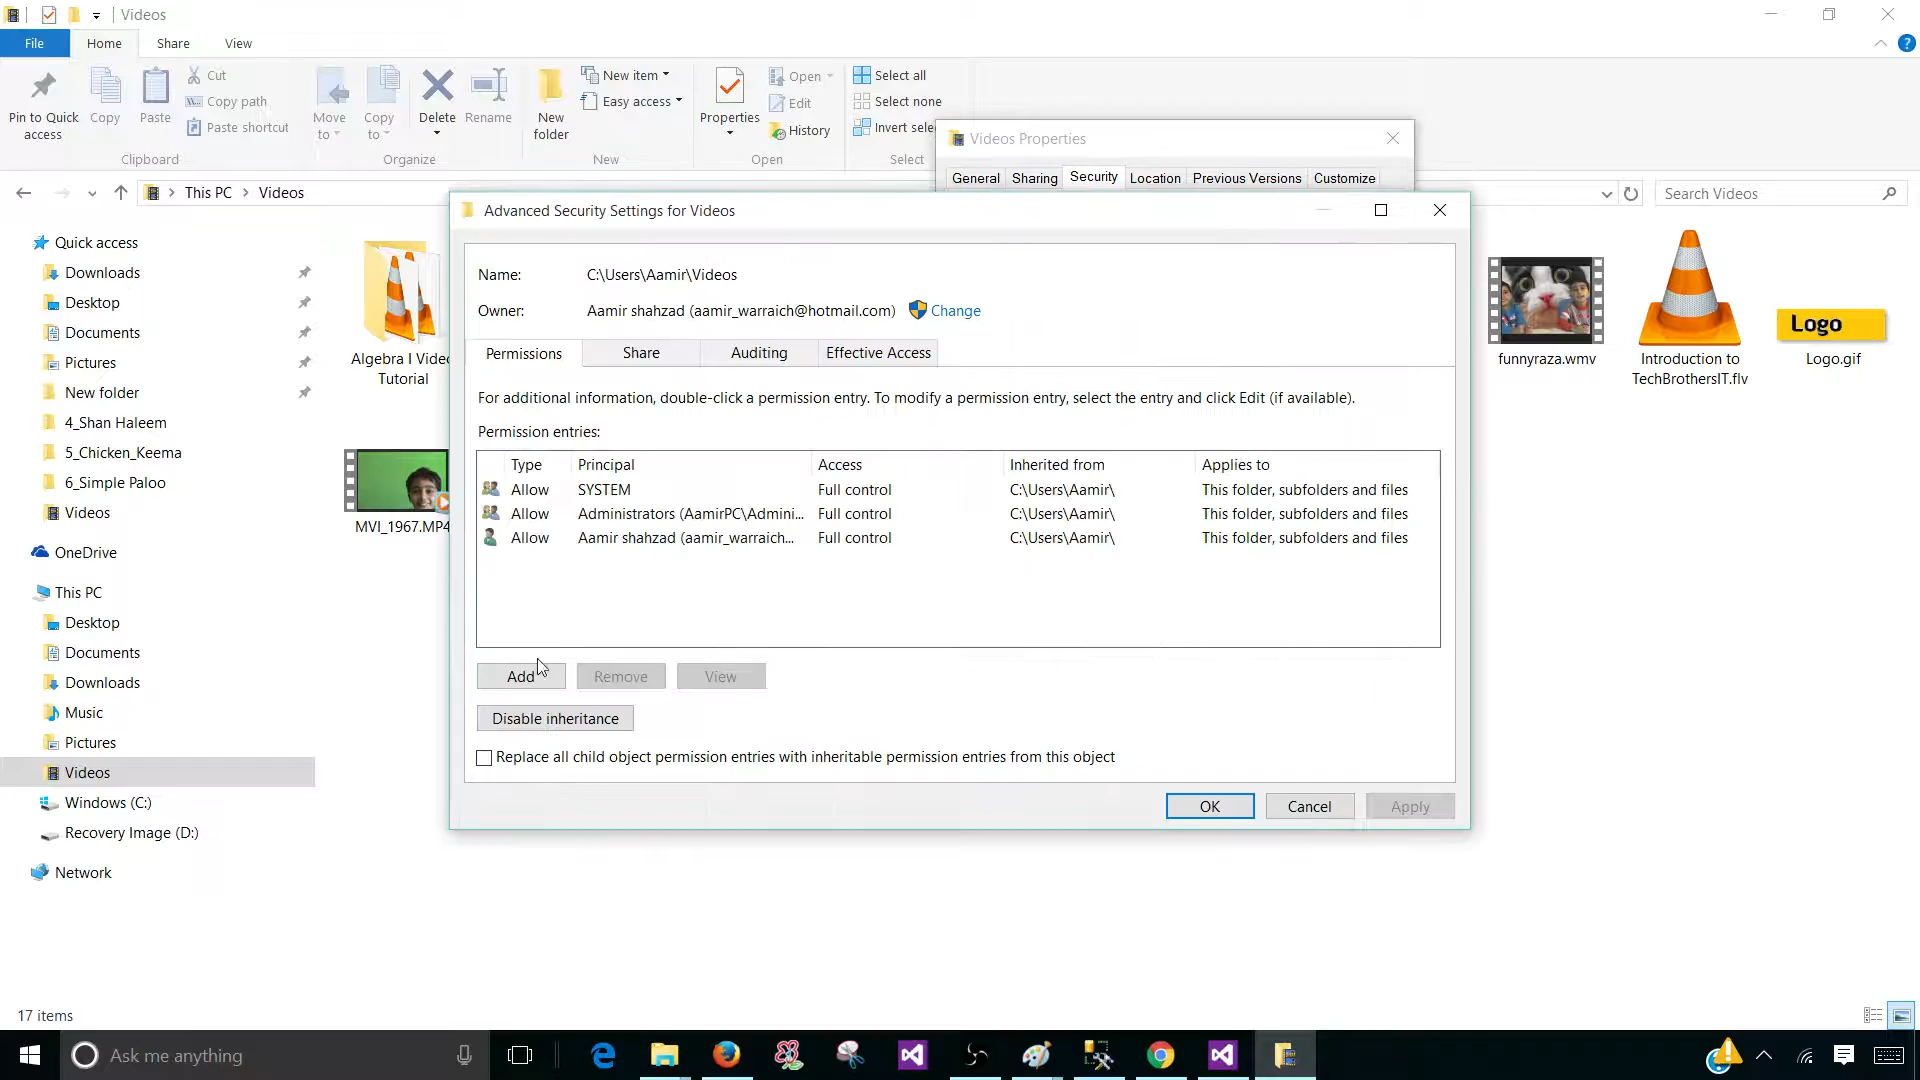 Videos
File Home Share View
Pin to Quick access
Copy
Paste
Cut
Copy path
Paste shortcut
Clipboard
Move to
Copy to
Delete
Rename
Organize
New folder
New item
Easy access
New
Properties
Open
Edit
History
Open
Select all
Select none
Invert sele
Select
Videos Properties
General Sharing Security Location Previous Versions Customize
This PC Videos
Search Videos
Quick access
Downloads
Desktop
Documents
Pictures
New folder
4_Shan Haleem
5_Chicken_Keema
6_Simple Paloo
Videos
OneDrive
This PC
Desktop
Documents
Downloads
Music
Pictures
Videos
Windows (C:)
Recovery Image (D:)
Network
Algebra I Vide
Tutorial
MVI_1967.MP4
funnyraza.wmv
Introduction to
TechBrothersIT.flv
Logo
Logo.gif
Advanced Security Settings for Videos
Name: C:\Users\Aamir\Videos
Owner: Aamir shahzad (aamir_warraich@hotmail.com) Change
Permissions Share Auditing Effective Access
For additional information, double-click a permission entry. To modify a permission entry, select the entry and click Edit (if available).
Permission entries:
Type Principal Access Inherited from Applies to
Allow SYSTEM Full control C:\Users\Aamir\ This folder, subfolders and files
Allow Administrators (AamirPC\Admini... Full control C:\Users\Aamir\ This folder, subfolders and files
Allow Aamir shahzad (aamir_warraich... Full control C:\Users\Aamir\ This folder, subfolders and files
Add Remove View
Disable inheritance
Replace all child object permission entries with inheritable permission entries from this object
OK Cancel Apply
17 items
Ask me anything